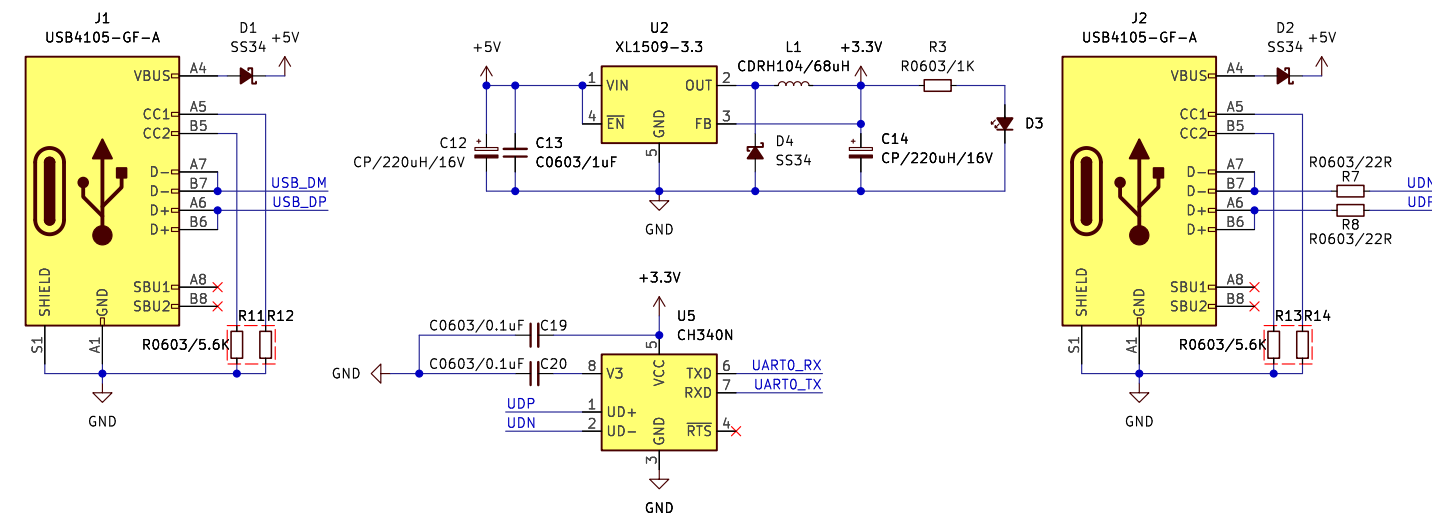 J1
USB4105-GF-A
D1
SS34
+5V
VBUS
A4
CC1
A5
CC2
B5
D-
A7
D-
B7
USB_DM
D+
A6
USB_DP
D+
B6
SBU1
A8
SBU2
B8
SHIELD
GND
S1
A1
R11
R12
R0603/5.6K
GND
U2
XL1509-3.3
+5V
1
VIN
4
EN
GND
5
OUT
2
FB
3
L1
CDRH104/68uH
+3.3V
R3
R0603/1K
D3
C12
CP/220uH/16V
C13
C0603/1uF
D4
SS34
C14
CP/220uH/16V
GND
+3.3V
U5
CH340N
C0603/0.1uF
C19
C0603/0.1uF
C20
GND
5
VCC
8
V3
TXD
6
UART0_RX
RXD
7
UART0_TX
UDP
1
UD+
UDN
2
UD-
GND
3
RTS
4
GND
J2
USB4105-GF-A
D2
SS34
+5V
VBUS
A4
CC1
A5
CC2
B5
D-
A7
D-
B7
D+
A6
D+
B6
R0603/22R
R7
UDN
UDP
R8
R0603/22R
SBU1
A8
SBU2
B8
SHIELD
GND
S1
A1
R13
R14
R0603/5.6K
GND